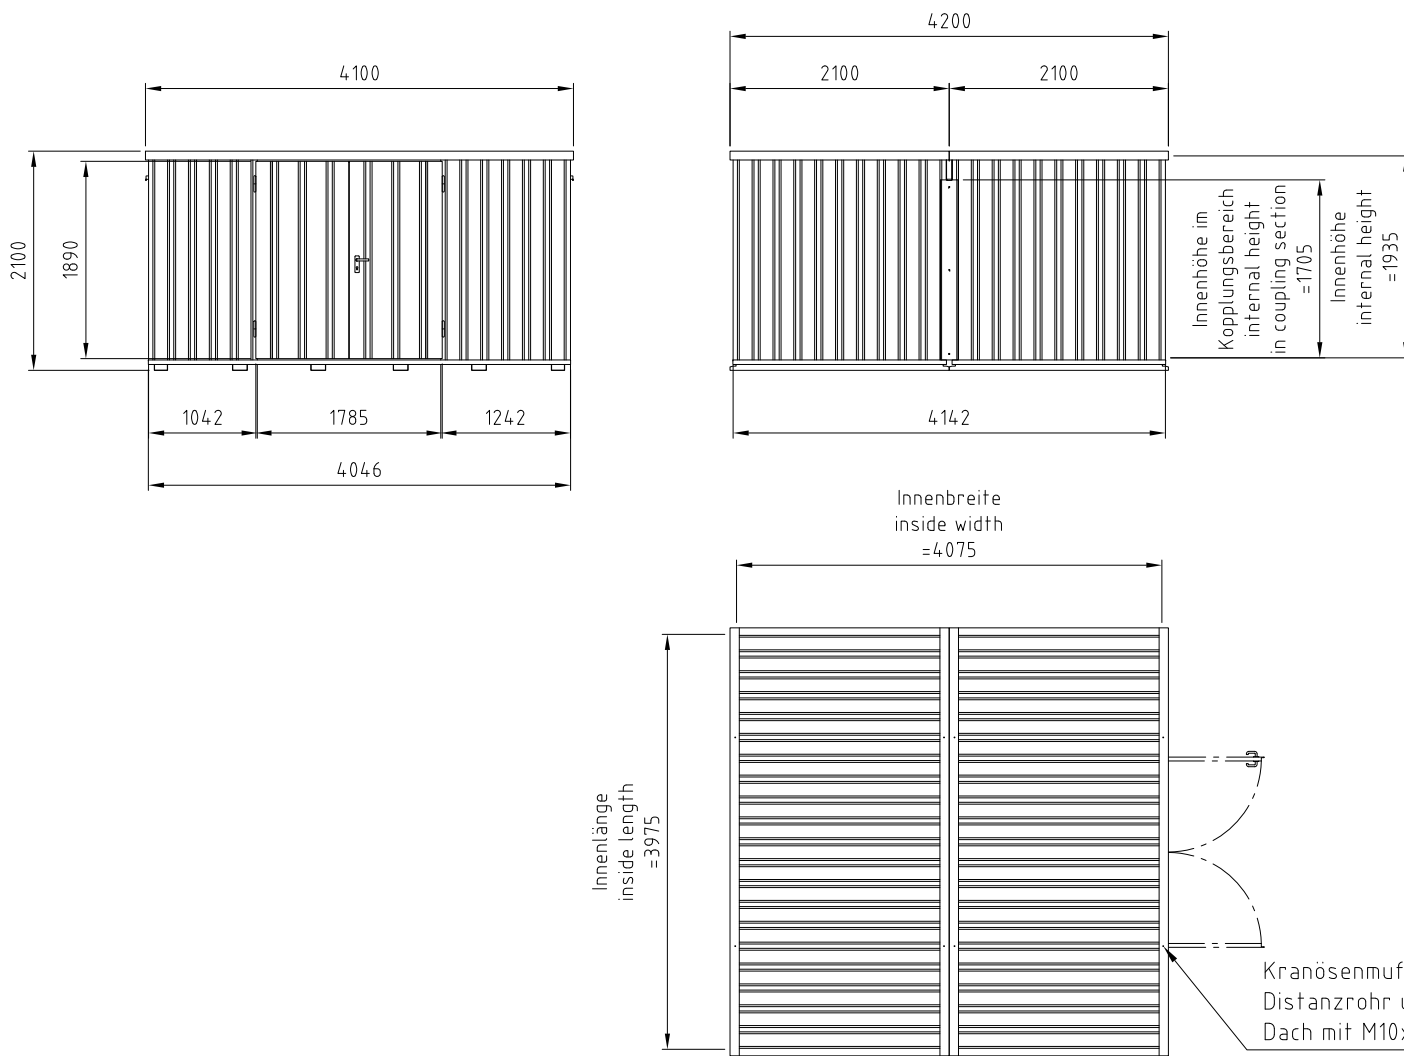 4100
2100
1890
1042
1785
1242
4046
4200
2100
2100
4142
Innenhöhe im
Kopplungsbereich
internal height
in coupling section
=1705
Innenhöhe
internal height
=1935
Innenbreite
inside width
=4075
Innenlänge
inside length
=3975
Kranösenmuf
Distanzrohr
Dach mit M10